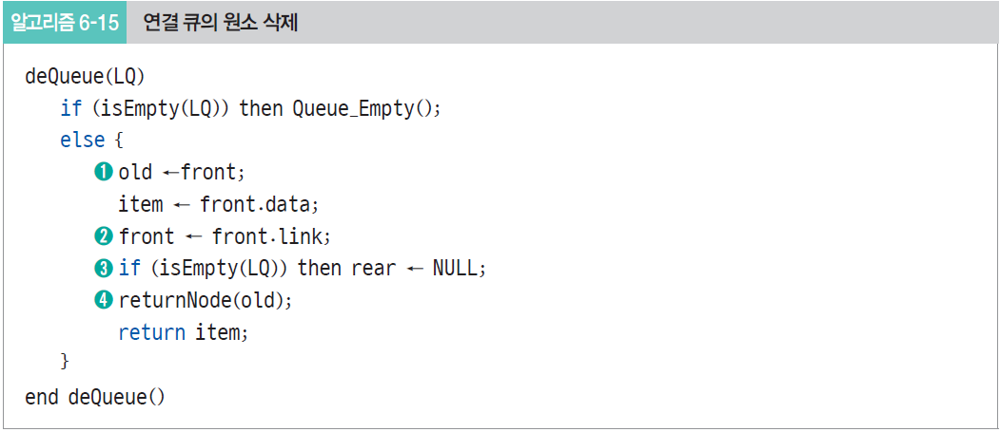 알고리즘 6-15 연결 큐의 원소 삭제
deQueue(LQ)
if (isEmpty(LQ)) then Queue_Empty();
else {
❶ old ←front;
item ← front.data;
❷ front ← front.link;
❸ if (isEmpty(LQ)) then rear ← NULL;
❹ returnNode(old);
return item;
}
end deQueue()